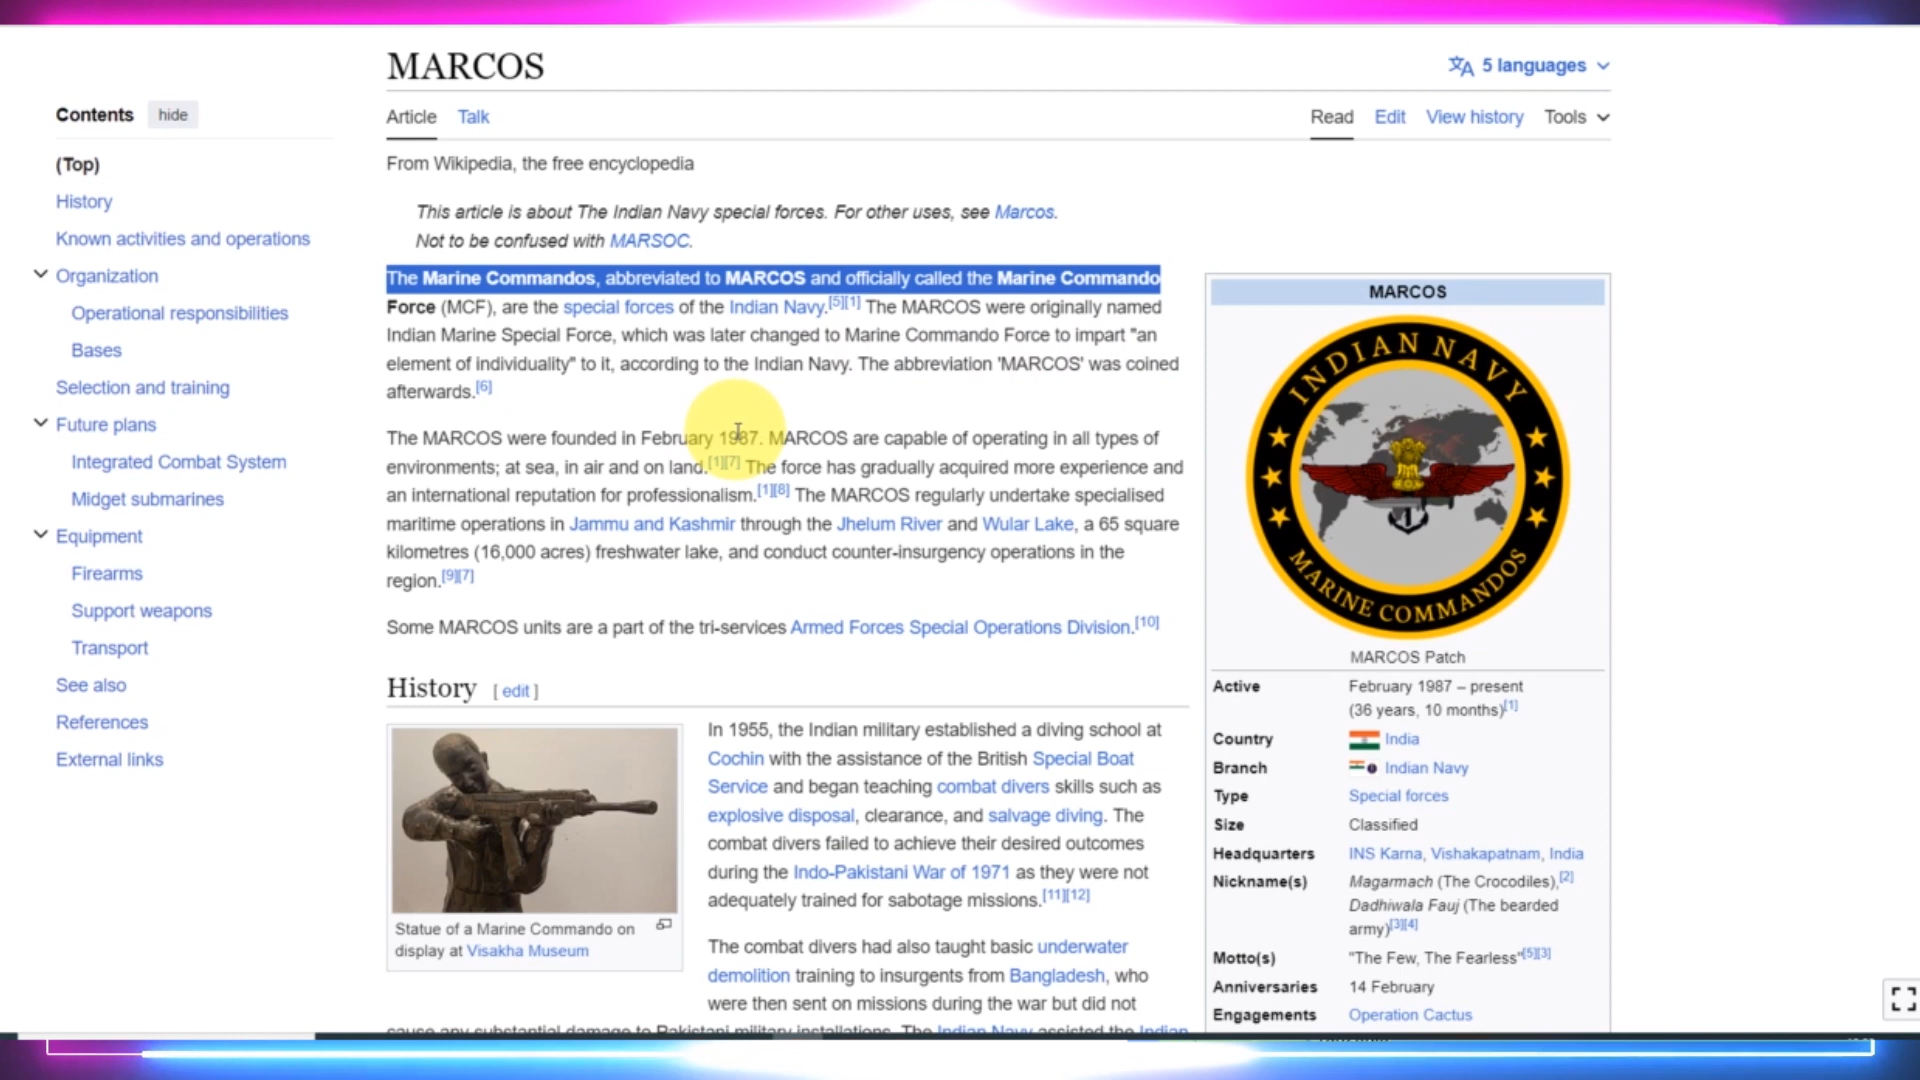 MARCOS
5 languages
Contents hide
Article Talk
Read Edit View history Tools
(Top)
History
Known activities and operations
Organization
Operational responsibilities
Bases
Selection and training
Future plans
Integrated Combat System
Midget submarines
Equipment
Firearms
Support weapons
Transport
See also
References
External links
From Wikipedia, the free encyclopedia
This article is about The Indian Navy special forces. For other uses, see Marcos.
Not to be confused with MARSOC.
The Marine Commandos, abbreviated to MARCOS and officially called the Marine Commando
Force (MCF), are the special forces of the Indian Navy.[5][1] The MARCOS were originally named
Indian Marine Special Force, which was later changed to Marine Commando Force to impart "an
element of individuality" to it, according to the Indian Navy. The abbreviation 'MARCOS' was coined
afterwards.[6]
The MARCOS were founded in February 1987. MARCOS are capable of operating in all types of
environments; at sea, in air and on land.[1][7] The force has gradually acquired more experience and
an international reputation for professionalism.[1][8] The MARCOS regularly undertake specialised
maritime operations in Jammu and Kashmir through the Jhelum River and Wular Lake, a 65 square
kilometres (16,000 acres) freshwater lake, and conduct counter-insurgency operations in the
region.[9][7]
Some MARCOS units are a part of the tri-services Armed Forces Special Operations Division.[10]
History [ edit ]
Statue of a Marine Commando on
display at Visakha Museum
In 1955, the Indian military established a diving school at
Cochin with the assistance of the British Special Boat
Service and began teaching combat divers skills such as
explosive disposal, clearance, and salvage diving. The
combat divers failed to achieve their desired outcomes
during the Indo-Pakistani War of 1971 as they were not
adequately trained for sabotage missions.[11][12]
The combat divers had also taught basic underwater
demolition training to insurgents from Bangladesh, who
were then sent on missions during the war but did not
cause any substantial damage to Pakistani military installations. The Indian Navy assisted the Indian
MARCOS
INDIAN NAVY
MARINE COMMANDOS
MARCOS Patch
Active February 1987 – present
(36 years, 10 months)[1]
Country India
Branch Indian Navy
Type Special forces
Size Classified
Headquarters INS Karna, Vishakapatnam, India
Nickname(s) Magarmach (The Crocodiles),[2]
Dadhiwala Fauj (The bearded
army)[3][4]
Motto(s) "The Few, The Fearless"[5][3]
Anniversaries 14 February
Engagements Operation Cactus